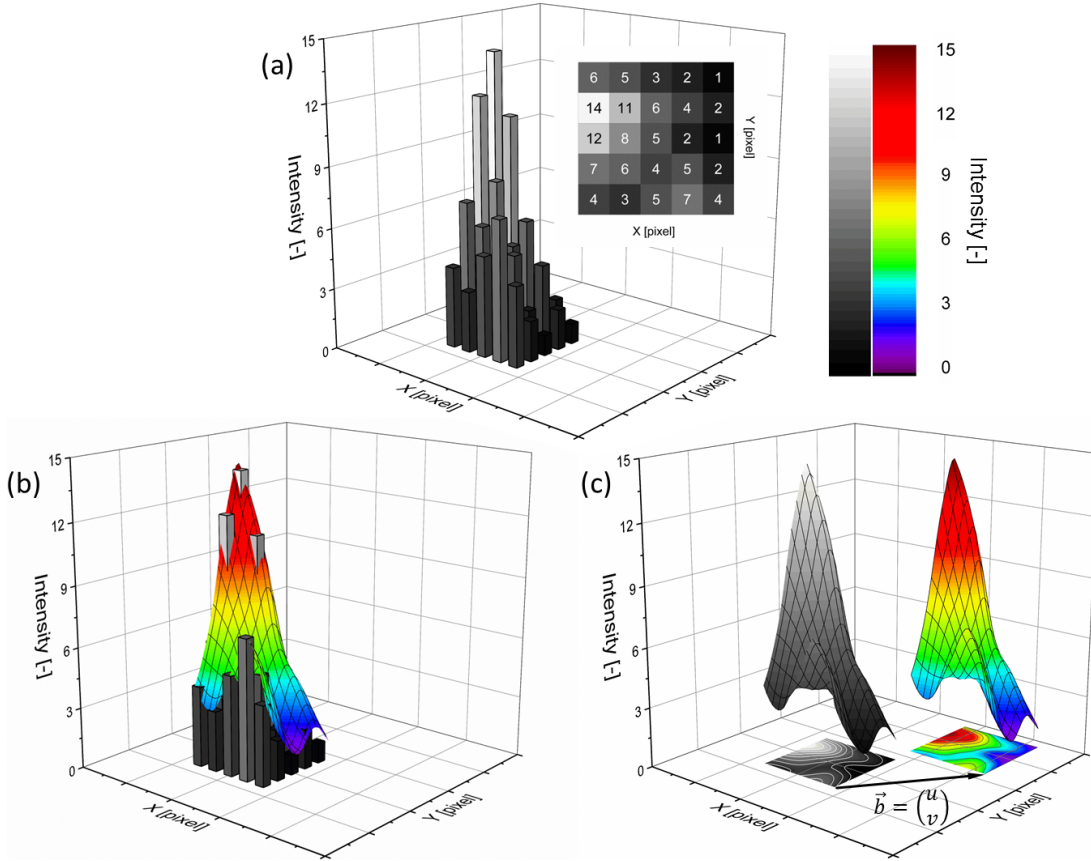 (a)
15
12
9
6
3
0
Intensity [-]
X [pixel]
Y [pixel]
6 5 3 2 1
14 11 6 4 2
12 8 5 2 1
7 6 4 5 2
4 3 5 7 4
X [pixel]
Y [pixel]
15
12
9
6
3
0
Intensity [-]
(b)
15
12
9
6
3
0
Intensity [-]
X [pixel]
Y [pixel]
(c)
15
12
9
6
3
0
Intensity [-]
X [pixel]
Y [pixel]
b⃗ = (u
v)